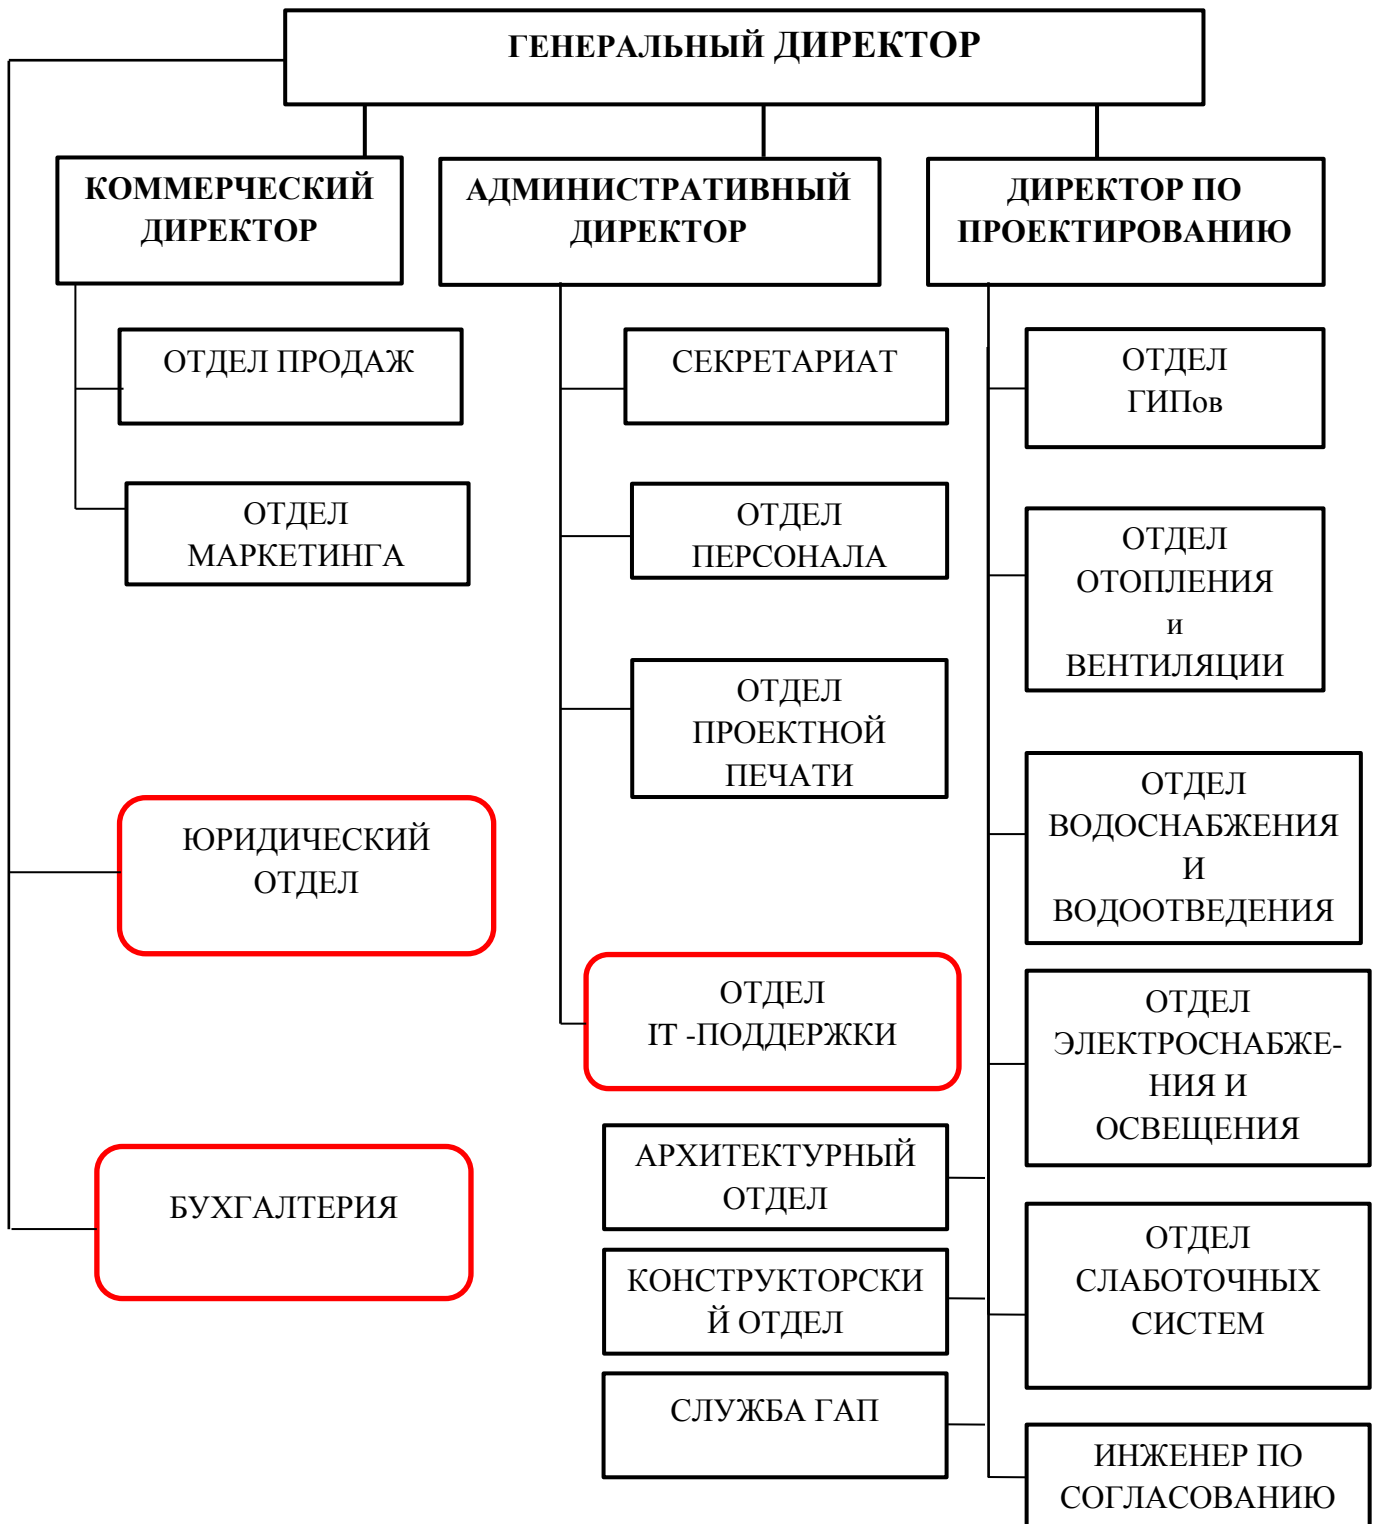 ГЕНЕРАЛЬНЫЙ ДИРЕКТОР
КОММЕРЧЕСКИЙ
ДИРЕКТОР
АДМИНИСТРАТИВНЫЙ
ДИРЕКТОР
ДИРЕКТОР ПО
ПРОЕКТИРОВАНИЮ
ОТДЕЛ ПРОДАЖ
СЕКРЕТАРИАТ
ОТДЕЛ
ГИПов
ОТДЕЛ
МАРКЕТИНГА
ОТДЕЛ
ПЕРСОНАЛА
ОТДЕЛ
ОТОПЛЕНИЯ
и
ВЕНТИЛЯЦИИ
ОТДЕЛ
ПРОЕКТНОЙ
ПЕЧАТИ
ОТДЕЛ
ВОДОСНАБЖЕНИЯ
И
ВОДООТВЕДЕНИЯ
ЮРИДИЧЕСКИЙ
ОТДЕЛ
ОТДЕЛ
IT -ПОДДЕРЖКИ
ОТДЕЛ
ЭЛЕКТРОСНАБЖЕ-
НИЯ И
ОСВЕЩЕНИЯ
АРХИТЕКТУРНЫЙ
ОТДЕЛ
БУХГАЛТЕРИЯ
ОТДЕЛ
СЛАБОТОЧНЫХ
СИСТЕМ
КОНСТРУКТОРСКИ
Й ОТДЕЛ
СЛУЖБА ГАП
ИНЖЕНЕР ПО
СОГЛАСОВАНИЮ